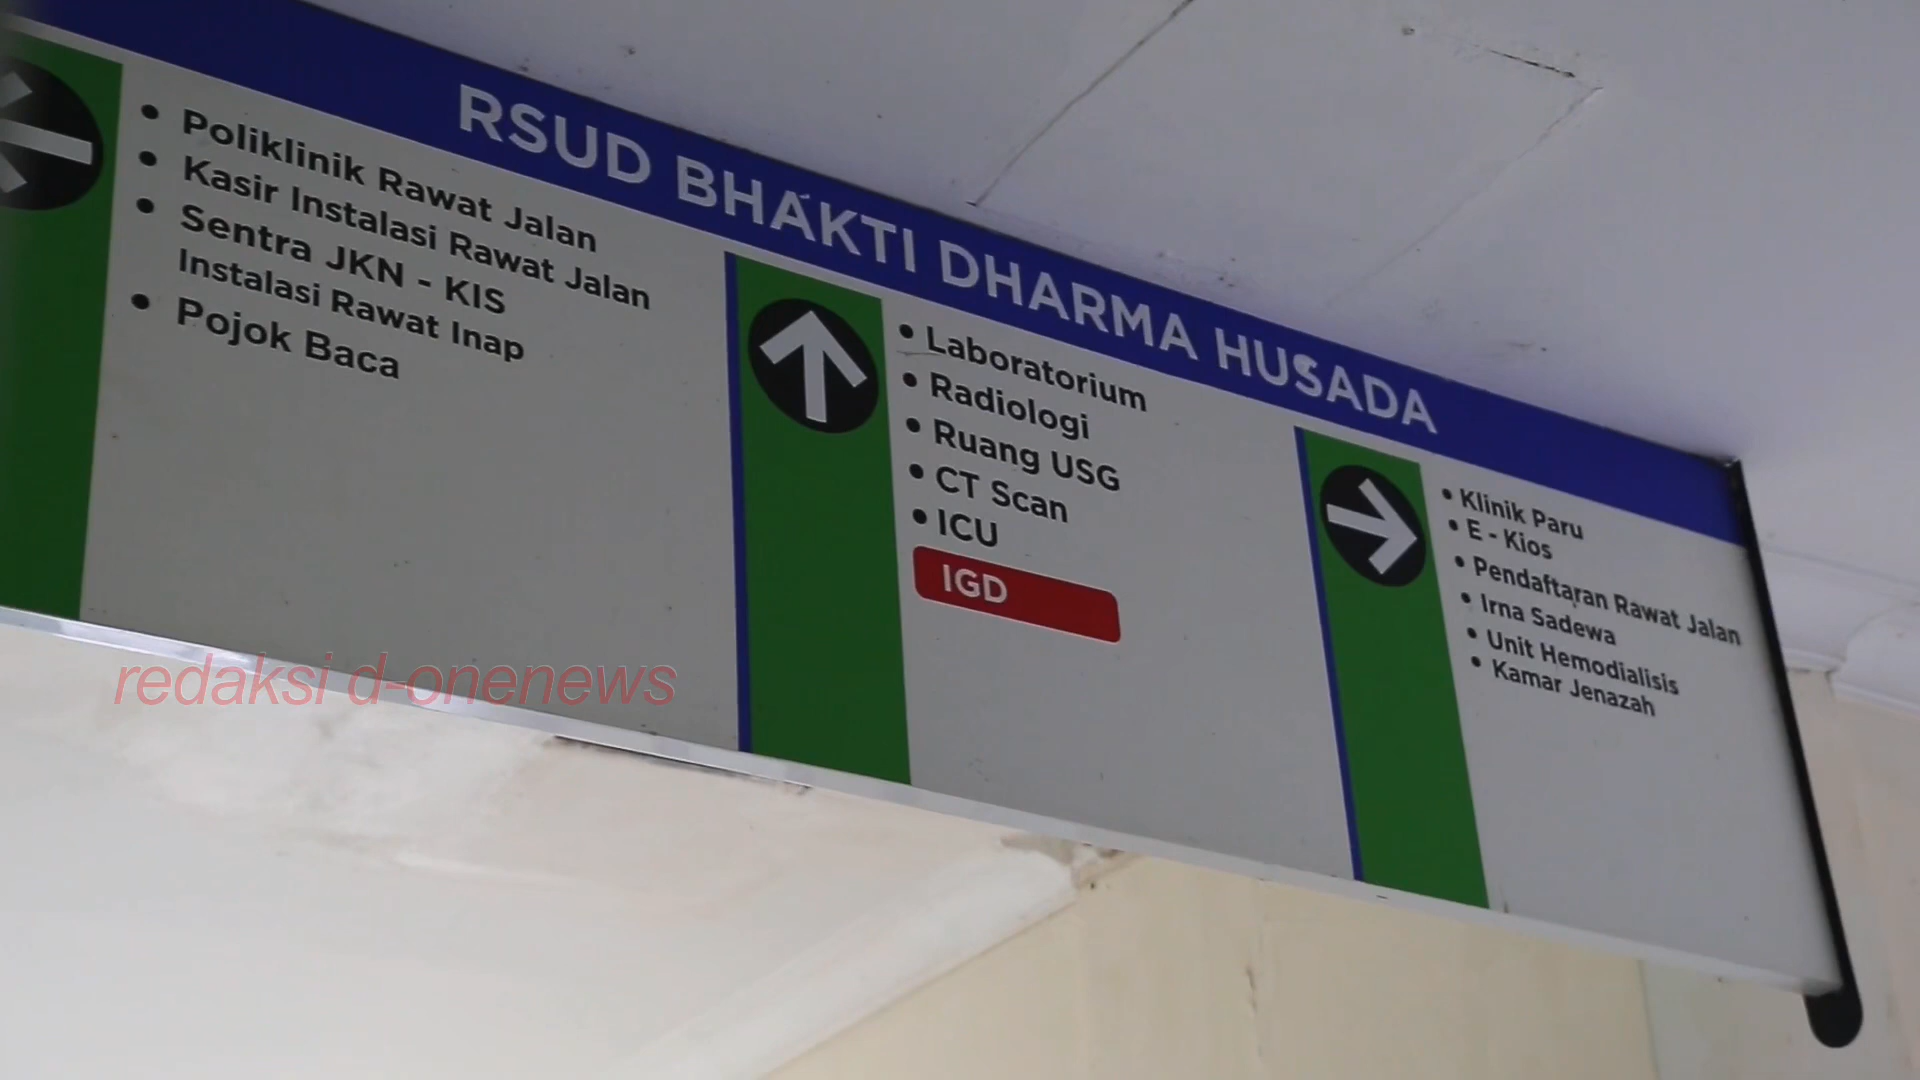 RSUD BHAKTI DHARMA HUSADA
• Poliklinik Rawat Jalan
• Kasir Instalasi Rawat Jalan
• Sentra JKN - KIS
Instalasi Rawat Inap
• Pojok Baca
• Laboratorium
• Radiologi
• Ruang USG
• CT Scan
• ICU
IGD
• Klinik Paru
• E - Kios
• Pendaftaran Rawat Jalan
• Irna Sadewa
• Unit Hemodialisis
• Kamar Jenazah
redaksi d-onenews